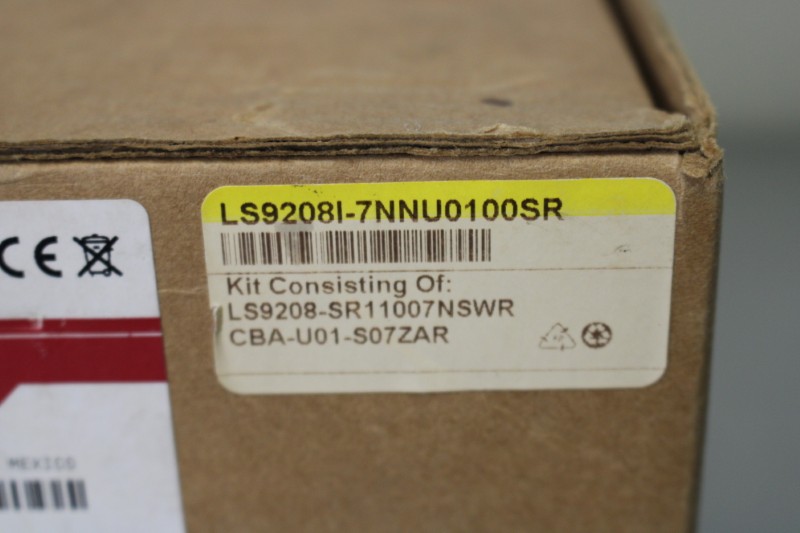 LS9208I-7NNU0100SR
Kit Consisting Of:
LS9208-SR11007NSWR
CBA-U01-S07ZAR
CE
MEXICO